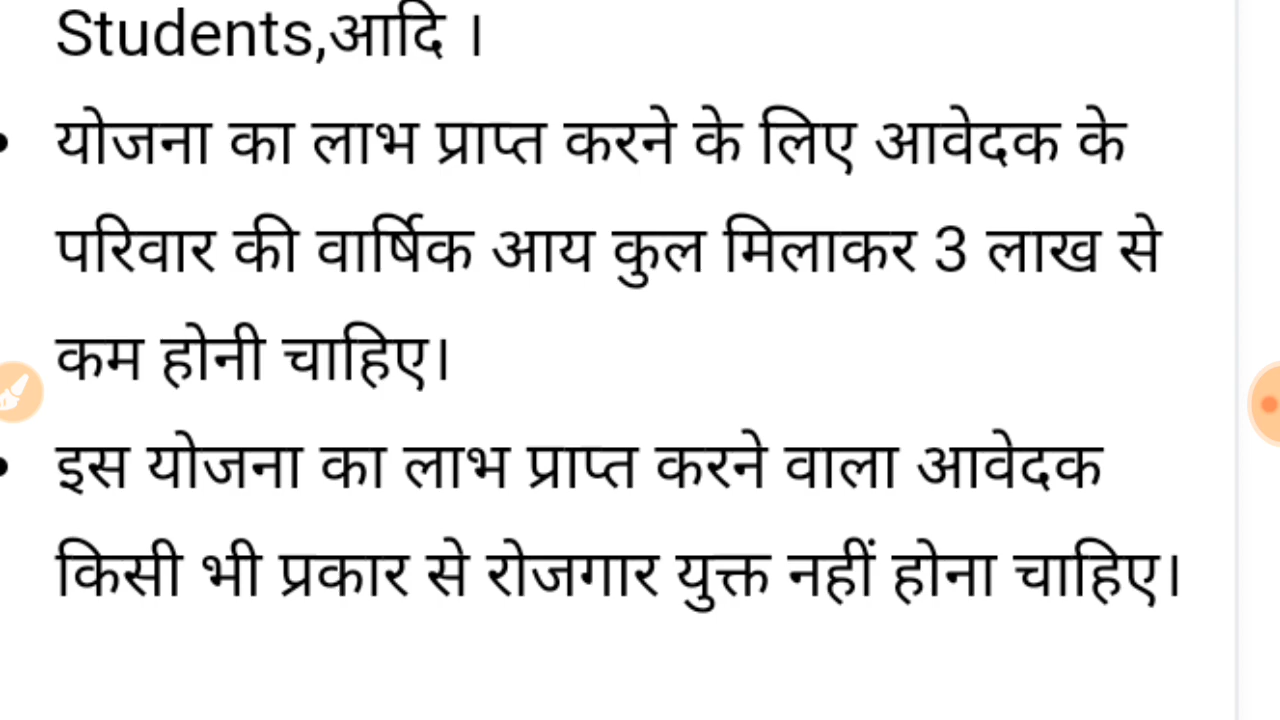 Students,आदि ।
योजना का लाभ प्राप्त करने के लिए आवेदक के
परिवार की वार्षिक आय कुल मिलाकर 3 लाख से
कम होनी चाहिए।
इस योजना का लाभ प्राप्त करने वाला आवेदक
किसी भी प्रकार से रोजगार युक्त नहीं होना चाहिए।